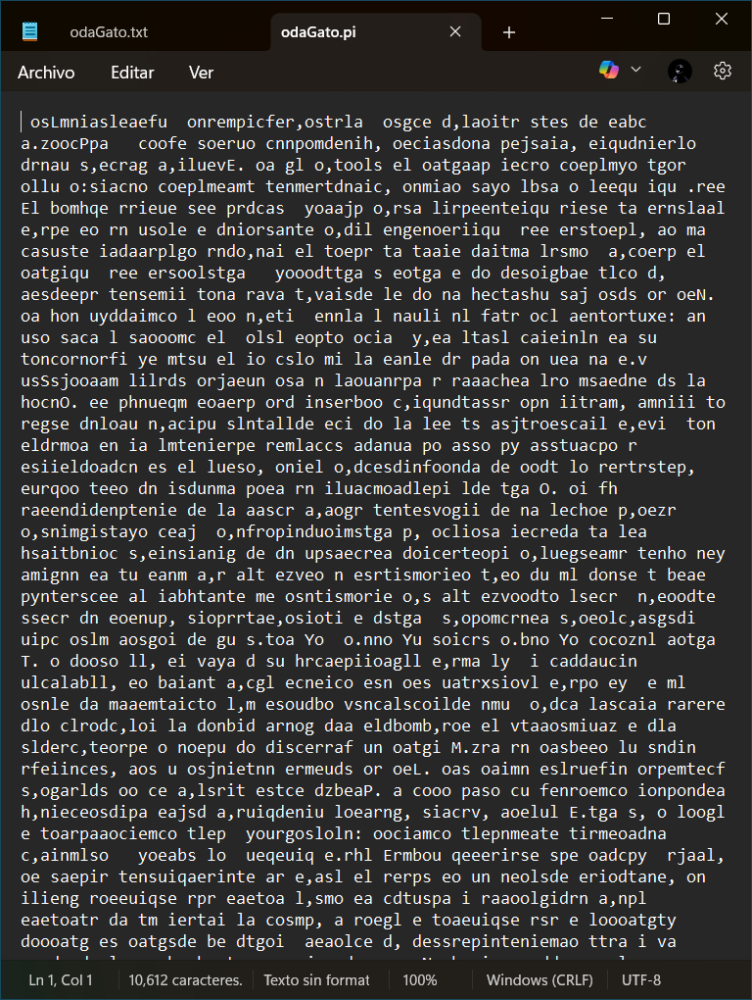 odaGato.txt
odaGato.pi
Archivo Editar Ver
osLmniasleaefu  onrempicfer,ostrla  osgce d,laoitr stes de eabc
a.zoocPpa   coofe soeruo cnnpomdenih, oeciasdona pejsaia, eiqudnierlo
drnau s,ecrag a,iluevE. oa gl o,tools el oatgaap iecro coeplmyo tgor
ollu o:siacno coeplmeamt tenmertdnaic, onmiao sayo lbsa o leequ iqu .ree
El bomhqe rrieue see prdcas  yoaajp o,rsa lirpeenteiqu riese ta ernslaal
e,rpe eo rn usole e dniorsante o,dil engenoeriiqu  ree erstoepl, ao ma
casuste iadaarplgo rndo,nai el toepr ta taaie daitma lrsmo  a,coerp el
oatgiqu  ree ersoolstga   yooodttga s eotga e do desoigbae tlco d,
aesdeepr tensemii tona rava t,vaisde le do na hectashu saj osds or oeN.
oa hon uyddaimco l eoo n,eti  ennla l nauli nl fatr ocl aentortuxe: an
uso saca l saooomc el  olsl eopto ocia  y,ea ltasl caieinln ea su
toncornorfi ye mtsu el io cslo mi la eanle dr pada on uea na e.v
usSsjooaam lilrds orjaeun osa n laouanrpa r raaachea lro msaedne ds la
hocnO. ee phnueqm eoaerp ord inserboo c,iqundtassr opn iitram, amniii to
regse dnloau n,acipu slntallde eci do la lee ts asjtroescail e,evi  ton
eldrmoa en ia lmtenierpe remlaccs adanua po asso py asstuacpo r
esiieldoadcn es el lueso, oniel o,dcesdinfoonda de oodt lo rertrstep,
eurqoo teeo dn isdunma poea rn iluacmoadlepi lde tga O. oi fh
raeendidenptenie de la aascr a,aogr tentesvogii de na lechoe p,oezr
o,snimgistayo ceaj  o,nfropinduoimstga p, ocliosa iecreda ta lea
hsaitbnioc s,einsianig de dn upsaecrea doicerteopi o,luegseamr tenho ney
amignn ea tu eanm a,r alt ezveo n esrtismorieo t,eo du ml donse t beae
pynterscee al iabhtante me osntismorie o,s alt ezvoodto lsecr  n,eoodte
ssecr dn eoenup, sioprrtae,osioti e dstga  s,opomcrnea s,oeolc,asgsdi
uipc oslm aosgoi de gu s.toa Yo  o.nno Yu soicrs o.bno Yo cocoznl aotga
T. o dooso ll, ei vaya d su hrcaepiioagll e,rma ly  i caddaucin
ulcalabll, eo baiant a,cgl ecneico esn oes uatrxsiovl e,rpo ey  e ml
osnle da maaemtaicto l,m esoudbo vsncalscoilde nmu  o,dca lascaia rarere
dlo clrodc,loi la donbid arnog daa eldbomb,roe el vtaaosmiuaz e dla
slderc,teorpe o noepu do discerraf un oatgi M.zra rn oasbeeo lu sndin
rfeiinces, aos u osjnietnn ermeuds or oeL. oas oaimn eslruefin orpemtecf
s,ogarlds oo ce a,lsrit estce dzbeaP. a cooo paso cu fenroemco ionpondea
h,nieceosdipa eajsd a,ruiqdeniu loearng, siacrv, aoelul E.tga s, o loogl
e toarpaaociemco tlep  yourgosloln: oociamco tlepnmeate tirmeoadna
c,ainmlso   yoeabs lo  ueqeuiq e.rhl Ermbou qeeerirse spe oadcpy  rjaal,
oe saepir tensuiqaerinte ar e,asl el rerps eo un neolsde eriodtane, on
ilieng roeeuiqse rpr eaetoa l,smo ea cdtuspa i raaoolgidrn a,npl
eaetoatr da tm iertai la cosmp, a roegl e toaeuiqse rsr e loooatgty
doooatg es oatgsde be dtgoi  aeaolce d, dessrepinteniemao ttra i va
Ln 1, Col 1
10,612 caracteres.
Texto sin format
100%
Windows (CRLF)
UTF-8